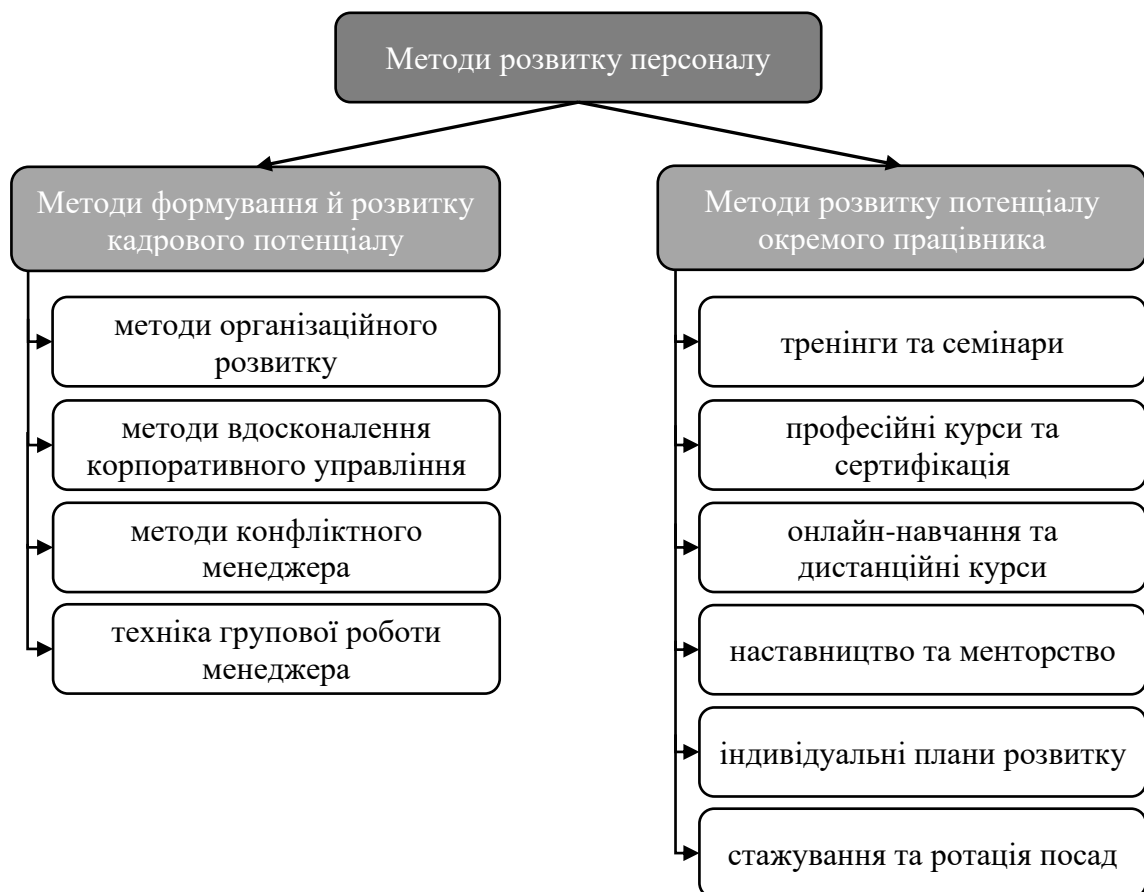 Методи розвитку персоналу
Методи формування й розвитку
кадрового потенціалу
методи організаційного
розвитку
методи вдосконалення
корпоративного управління
методи конфліктного
менеджера
техніка групової роботи
менеджера
Методи розвитку потенціалу
окремого працівника
тренінги та семінари
професійні курси та
сертифікація
онлайн-навчання та
дистанційні курси
наставництво та менторство
індивідуальні плани розвитку
стажування та ротація посад